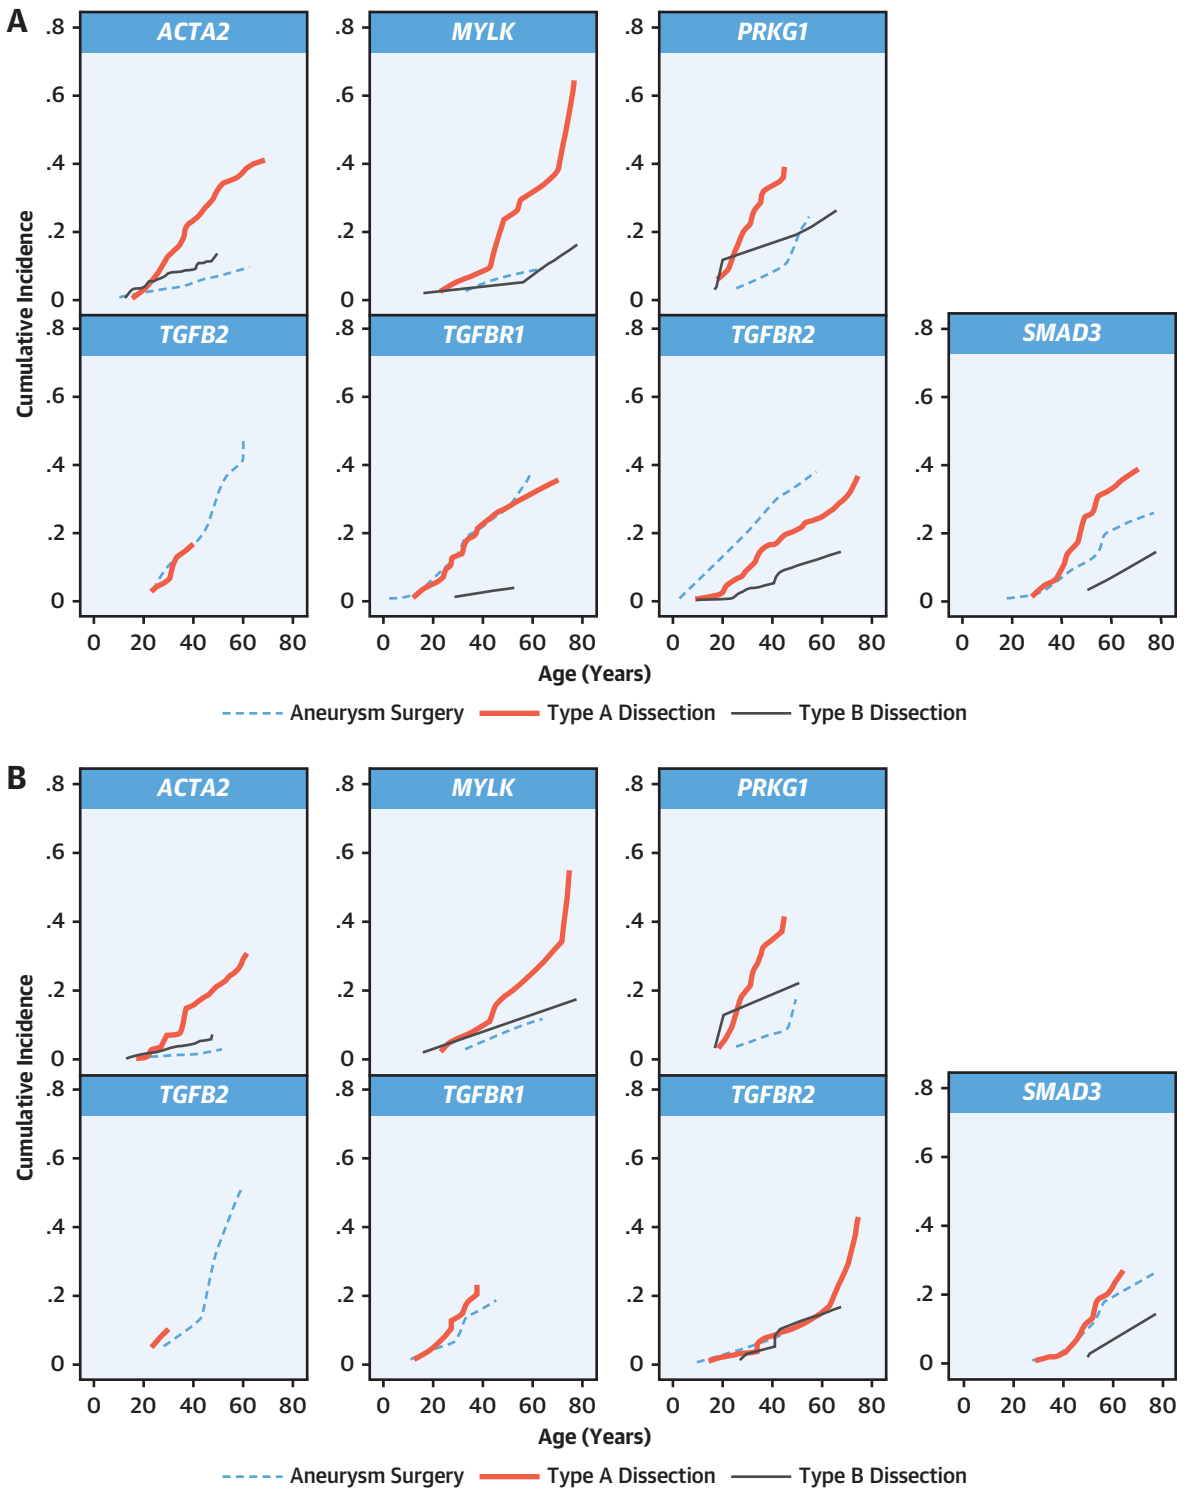 A
ACTA2 MYLK PRKG1
.8 .8 .8
.6 .6 .6
.4 .4 .4
.2 .2 .2
0 0 0
Cumulative Incidence
TGFB2 TGFBR1 TGFBR2 SMAD3
.8 .8 .8 .8
.6 .6 .6 .6
.4 .4 .4 .4
.2 .2 .2 .2
0 0 0 0
0 20 40 60 80 0 20 40 60 80 0 20 40 60 80 0 20 40 60 80
Age (Years)
Aneurysm Surgery Type A Dissection Type B Dissection
B
ACTA2 MYLK PRKG1
.8 .8 .8
.6 .6 .6
.4 .4 .4
.2 .2 .2
0 0 0
Cumulative Incidence
TGFB2 TGFBR1 TGFBR2 SMAD3
.8 .8 .8 .8
.6 .6 .6 .6
.4 .4 .4 .4
.2 .2 .2 .2
0 0 0 0
0 20 40 60 80 0 20 40 60 80 0 20 40 60 80 0 20 40 60 80
Age (Years)
Aneurysm Surgery Type A Dissection Type B Dissection